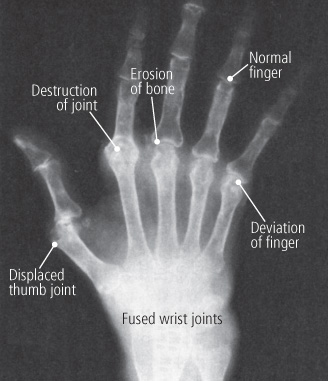 Normal
finger
Erosion
of bone
Destruction
of joint
Deviation
of finger
Displaced
thumb joint
Fused wrist joints